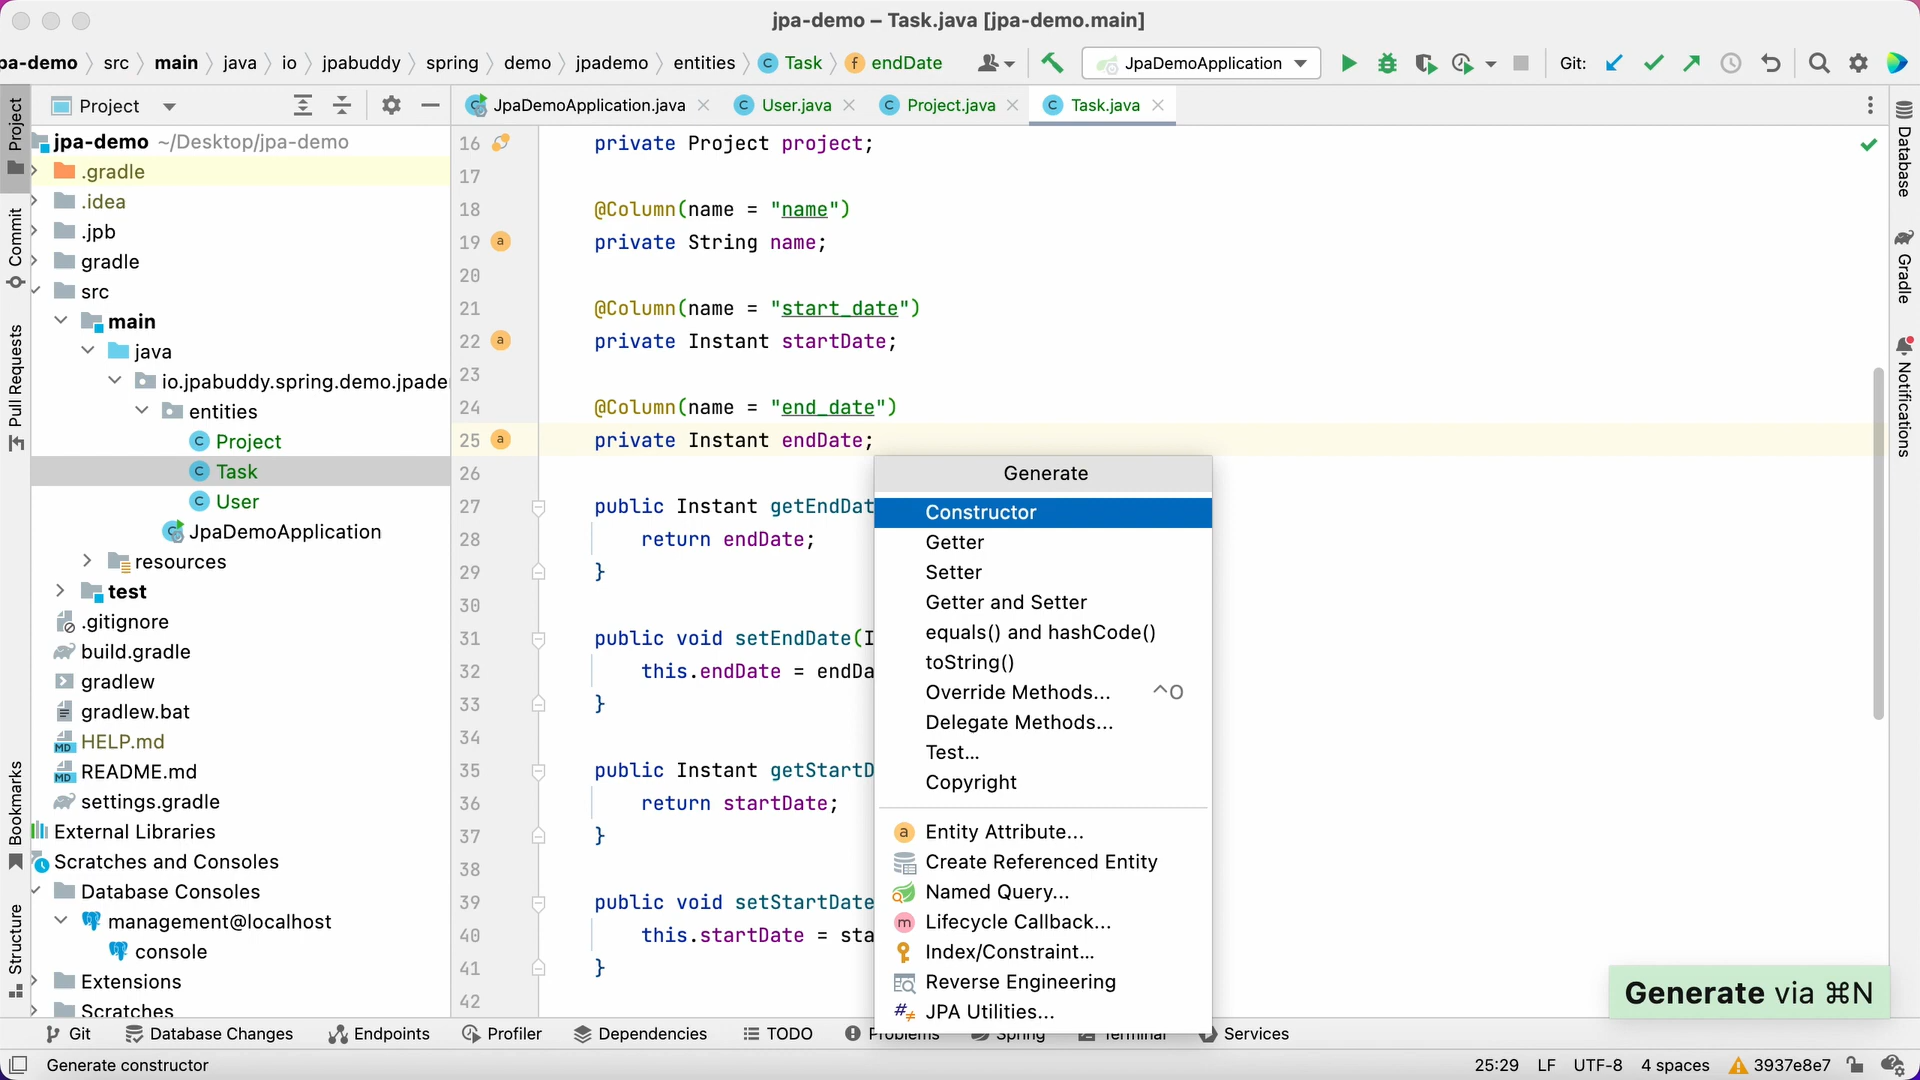 jpa-demo – Task.java [jpa-demo.main]
pa-demo src main java io jpabuddy spring demo jpademo entities Task endDate JpaDemoApplication Git:
Project JpaDemoApplication.java User.java Project.java Task.java
jpa-demo ~/Desktop/jpa-demo
.gradle
.idea
.jpb
gradle
src
main
java
io.jpabuddy.spring.demo.jpade
entities
Project
Task
User
JpaDemoApplication
resources
test
.gitignore
build.gradle
gradlew
gradlew.bat
HELP.md
README.md
settings.gradle
External Libraries
Scratches and Consoles
Database Consoles
management@localhost
console
Extensions
Scratches
Project
Commit
Pull Requests
Bookmarks
Structure
16 private Project project;
17
18 @Column(name = "name")
19 private String name;
20
21 @Column(name = "start_date")
22 private Instant startDate;
23
24 @Column(name = "end_date")
25 private Instant endDate;
26
27 public Instant getEndDat
28 return endDate;
29 }
30
31 public void setEndDate(I
32 this.endDate = endDa
33 }
34
35 public Instant getStartD
36 return startDate;
37 }
38
39 public void setStartDate
40 this.startDate = sta
41 }
42
Generate
Constructor
Getter
Setter
Getter and Setter
equals() and hashCode()
toString()
Override Methods... ^O
Delegate Methods...
Test...
Copyright
Entity Attribute...
Create Referenced Entity
Named Query...
Lifecycle Callback...
Index/Constraint...
Reverse Engineering
JPA Utilities...
Database
Gradle
Notifications
Generate via ⌘N
Git Database Changes Endpoints Profiler Dependencies TODO Problems Spring Terminal Services
Generate constructor 25:29 LF UTF-8 4 spaces 3937e8e7